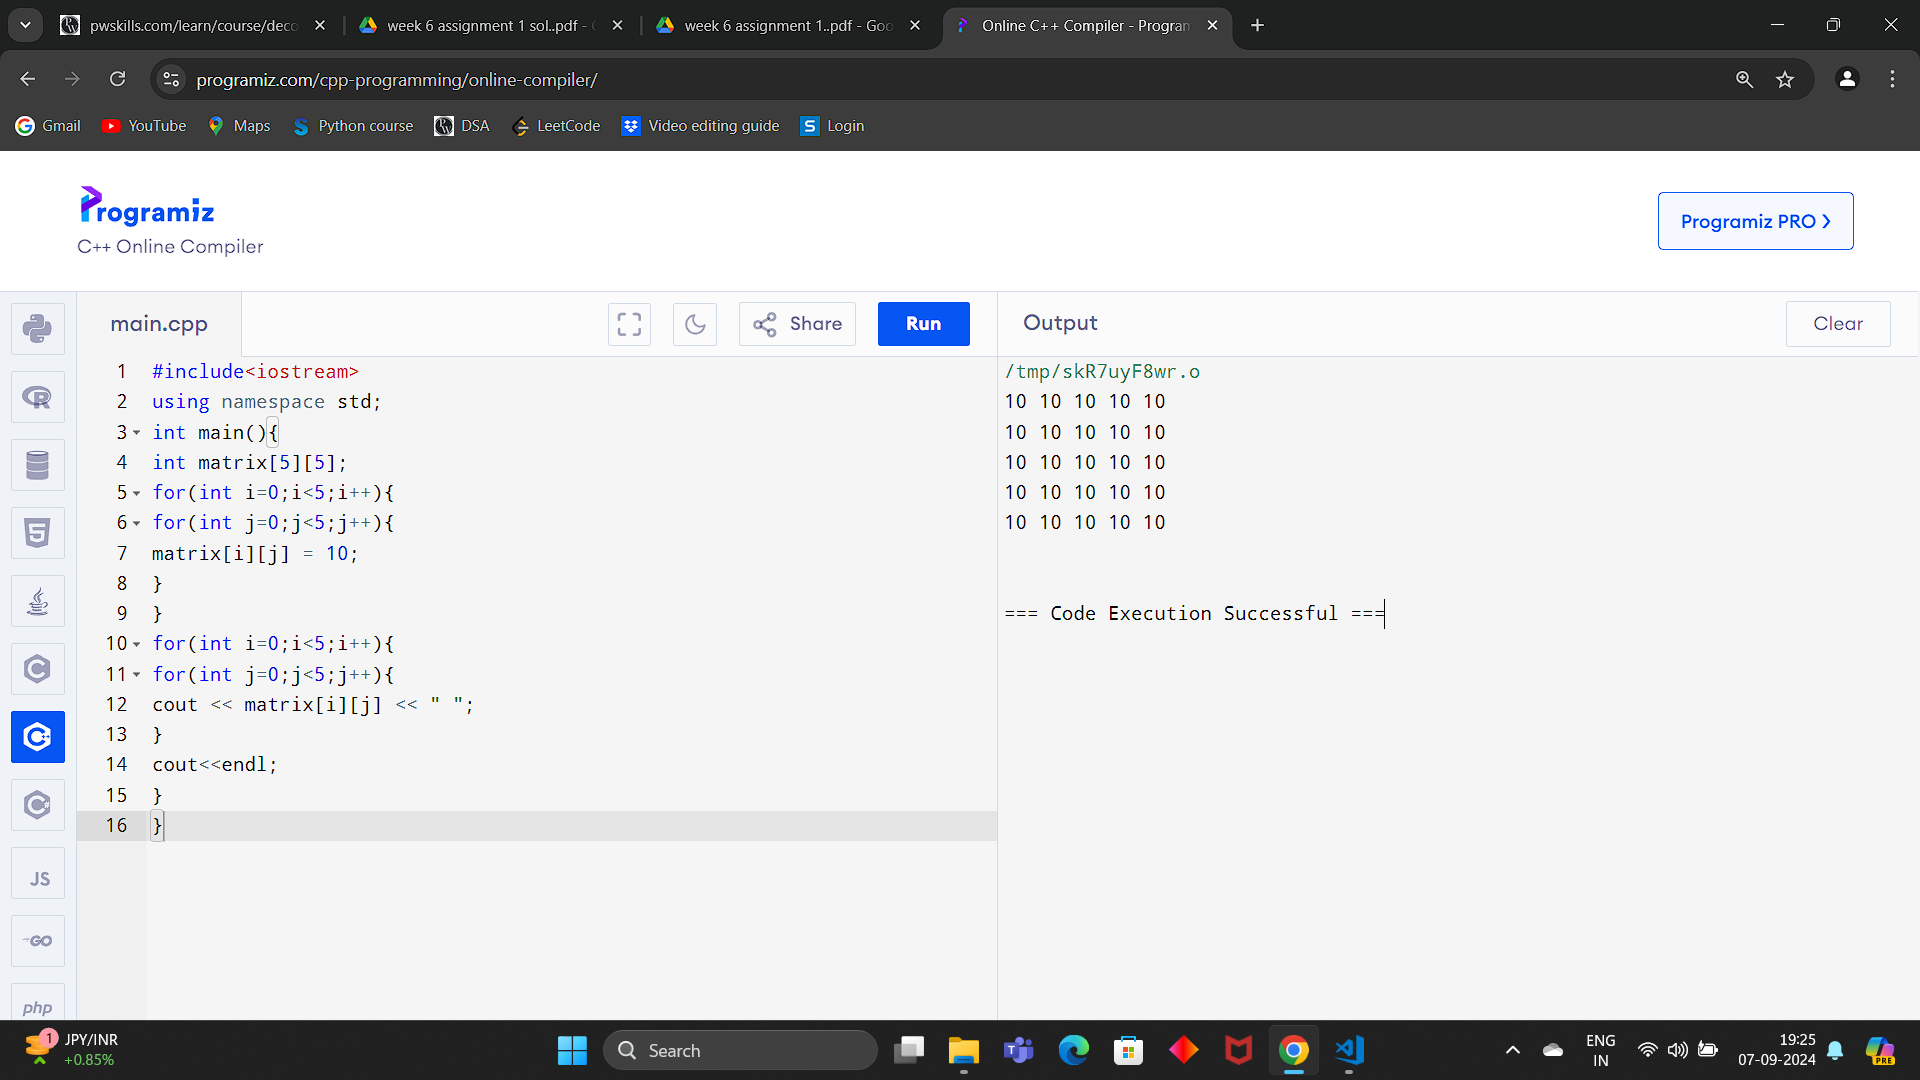 pwskills.com/learn/course/deco
week 6 assignment 1 sol..pdf -
week 6 assignment 1..pdf - Goo
Online C++ Compiler - Program
programiz.com/cpp-programming/online-compiler/
Gmail
YouTube
Maps
Python course
DSA
LeetCode
Video editing guide
Login
Programiz
C++ Online Compiler
Programiz PRO >
main.cpp
Share
Run
Output
Clear
1 #include<iostream>
2 using namespace std;
3 int main(){
4 int matrix[5][5];
5 for(int i=0;i<5;i++){
6 for(int j=0;j<5;j++){
7 matrix[i][j] = 10;
8 }
9 }
10 for(int i=0;i<5;i++){
11 for(int j=0;j<5;j++){
12 cout << matrix[i][j] << " ";
13 }
14 cout<<endl;
15 }
16 }
/tmp/skR7uyF8wr.o
10 10 10 10 10
10 10 10 10 10
10 10 10 10 10
10 10 10 10 10
10 10 10 10 10
=== Code Execution Successful ===
JS
GO
php
1
JPY/INR
+0.85%
Search
ENG
IN
19:25
07-09-2024
PRE